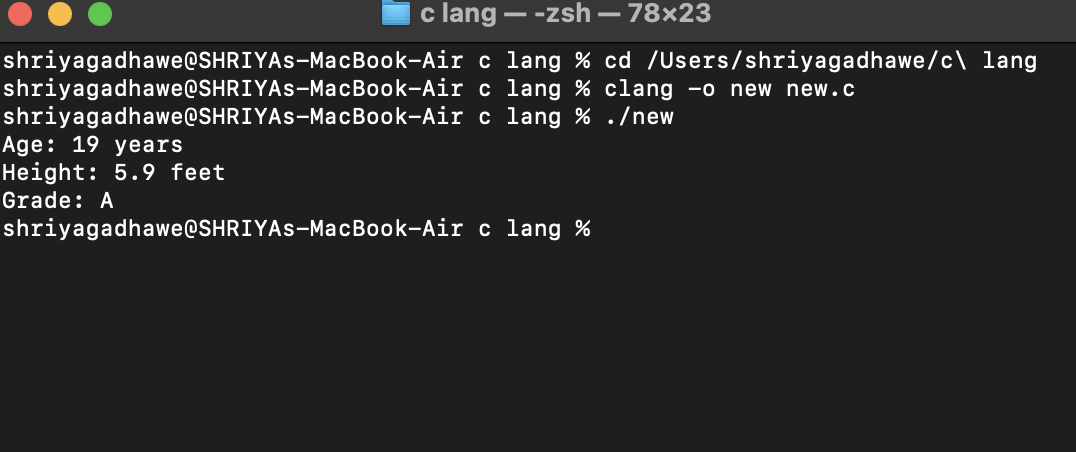 c lang — -zsh — 78×23
shriyagadhawe@SHRIYAs-MacBook-Air c lang % cd /Users/shriyagadhawe/c\ lang
shriyagadhawe@SHRIYAs-MacBook-Air c lang % clang -o new new.c
shriyagadhawe@SHRIYAs-MacBook-Air c lang % ./new
Age: 19 years
Height: 5.9 feet
Grade: A
shriyagadhawe@SHRIYAs-MacBook-Air c lang %